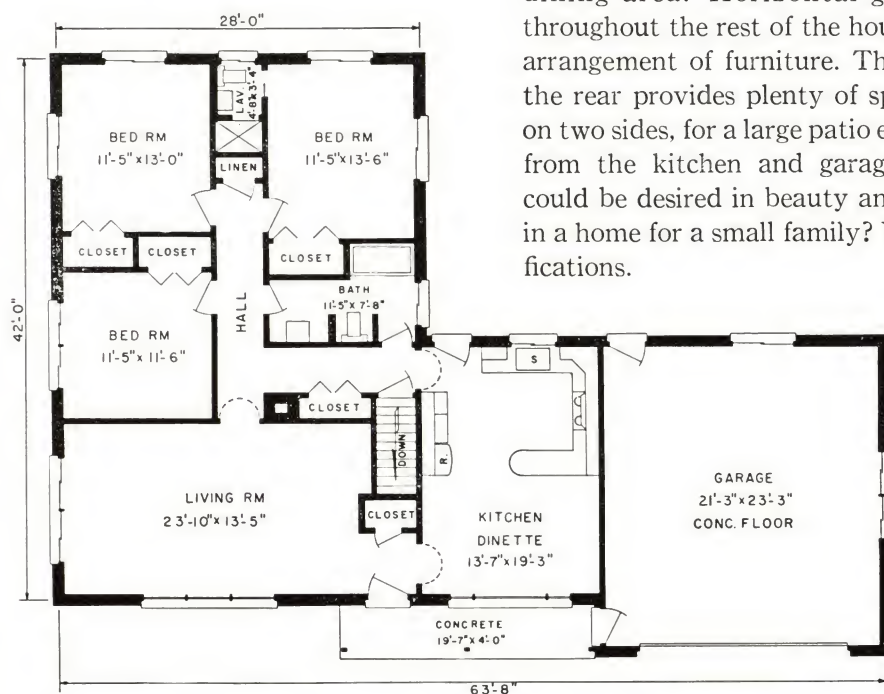 dining area. Horizontal
throughout the rest of the
arrangement of furniture.
the rear provides plenty of
on two sides, for a large patio
from the kitchen and
could be desired in beauty
in a home for a small family?
fications.
28'-0"
42'-0"
BED RM
11'-5"x13'-0"
LAV.
4'-8"x3'-4"
BED RM
11'-5"x13'-6"
LINEN
CLOSET
CLOSET
CLOSET
BATH
11'-5"x 7'-8"
HALL
BED RM
11'-5"x 11'-6"
CLOSET
DOWN
S
R.
LIVING RM
23'-10"x 13'-5"
CLOSET
KITCHEN
DINETTE
13'-7"x19'-3"
GARAGE
21'-3"x23'-3"
CONC. FLOOR
CONCRETE
19'-7"x4'-0"
63'-8"